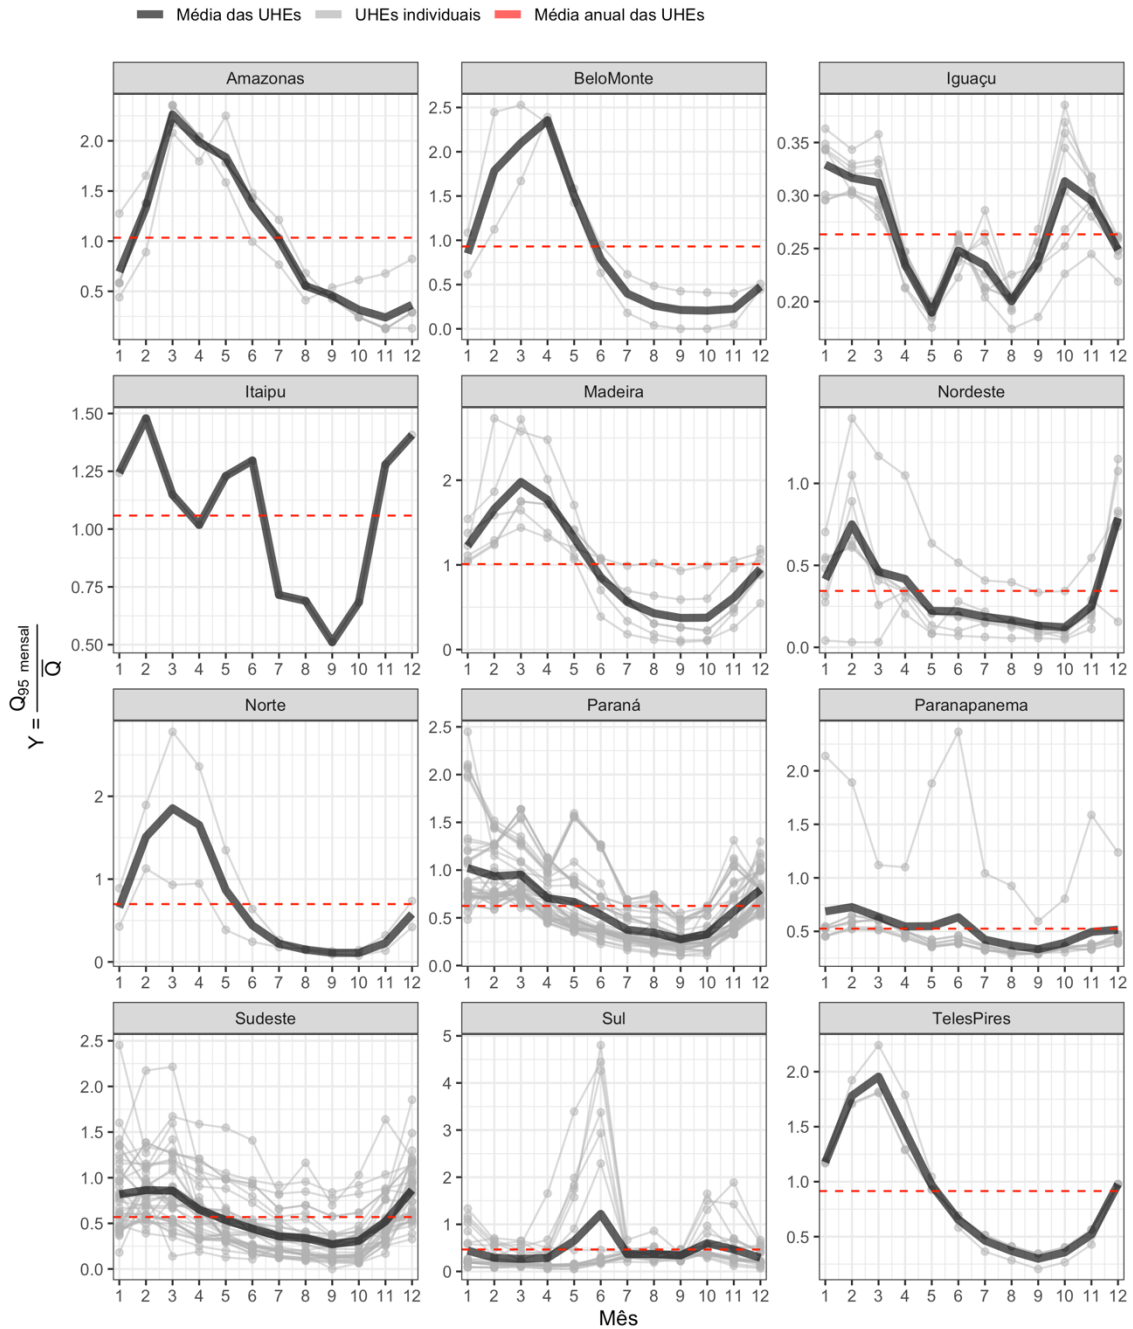 Média das UHEs UHEs individuais Média anual das UHEs
Amazonas BeloMonte Iguaçu
2.0
1.5
1.0
0.5
2.5
2.0
1.5
1.0
0.5
0.0
0.35
0.30
0.25
0.20
1 2 3 4 5 6 7 8 9 10 11 12
1 2 3 4 5 6 7 8 9 10 11 12
1 2 3 4 5 6 7 8 9 10 11 12
Itaipu Madeira Nordeste
1.50
1.25
1.00
0.75
0.50
2
1
0
1.0
0.5
0.0
1 2 3 4 5 6 7 8 9 10 11 12
1 2 3 4 5 6 7 8 9 10 11 12
1 2 3 4 5 6 7 8 9 10 11 12
Y = Q95 mensal / Q̅
Norte Paraná Paranapanema
2
1
0
2.5
2.0
1.5
1.0
0.5
0.0
2.0
1.5
1.0
0.5
1 2 3 4 5 6 7 8 9 10 11 12
1 2 3 4 5 6 7 8 9 10 11 12
1 2 3 4 5 6 7 8 9 10 11 12
Sudeste Sul TelesPires
2.5
2.0
1.5
1.0
0.5
0.0
5
4
3
2
1
0
2.0
1.5
1.0
0.5
1 2 3 4 5 6 7 8 9 10 11 12
1 2 3 4 5 6 7 8 9 10 11 12
1 2 3 4 5 6 7 8 9 10 11 12
Mês